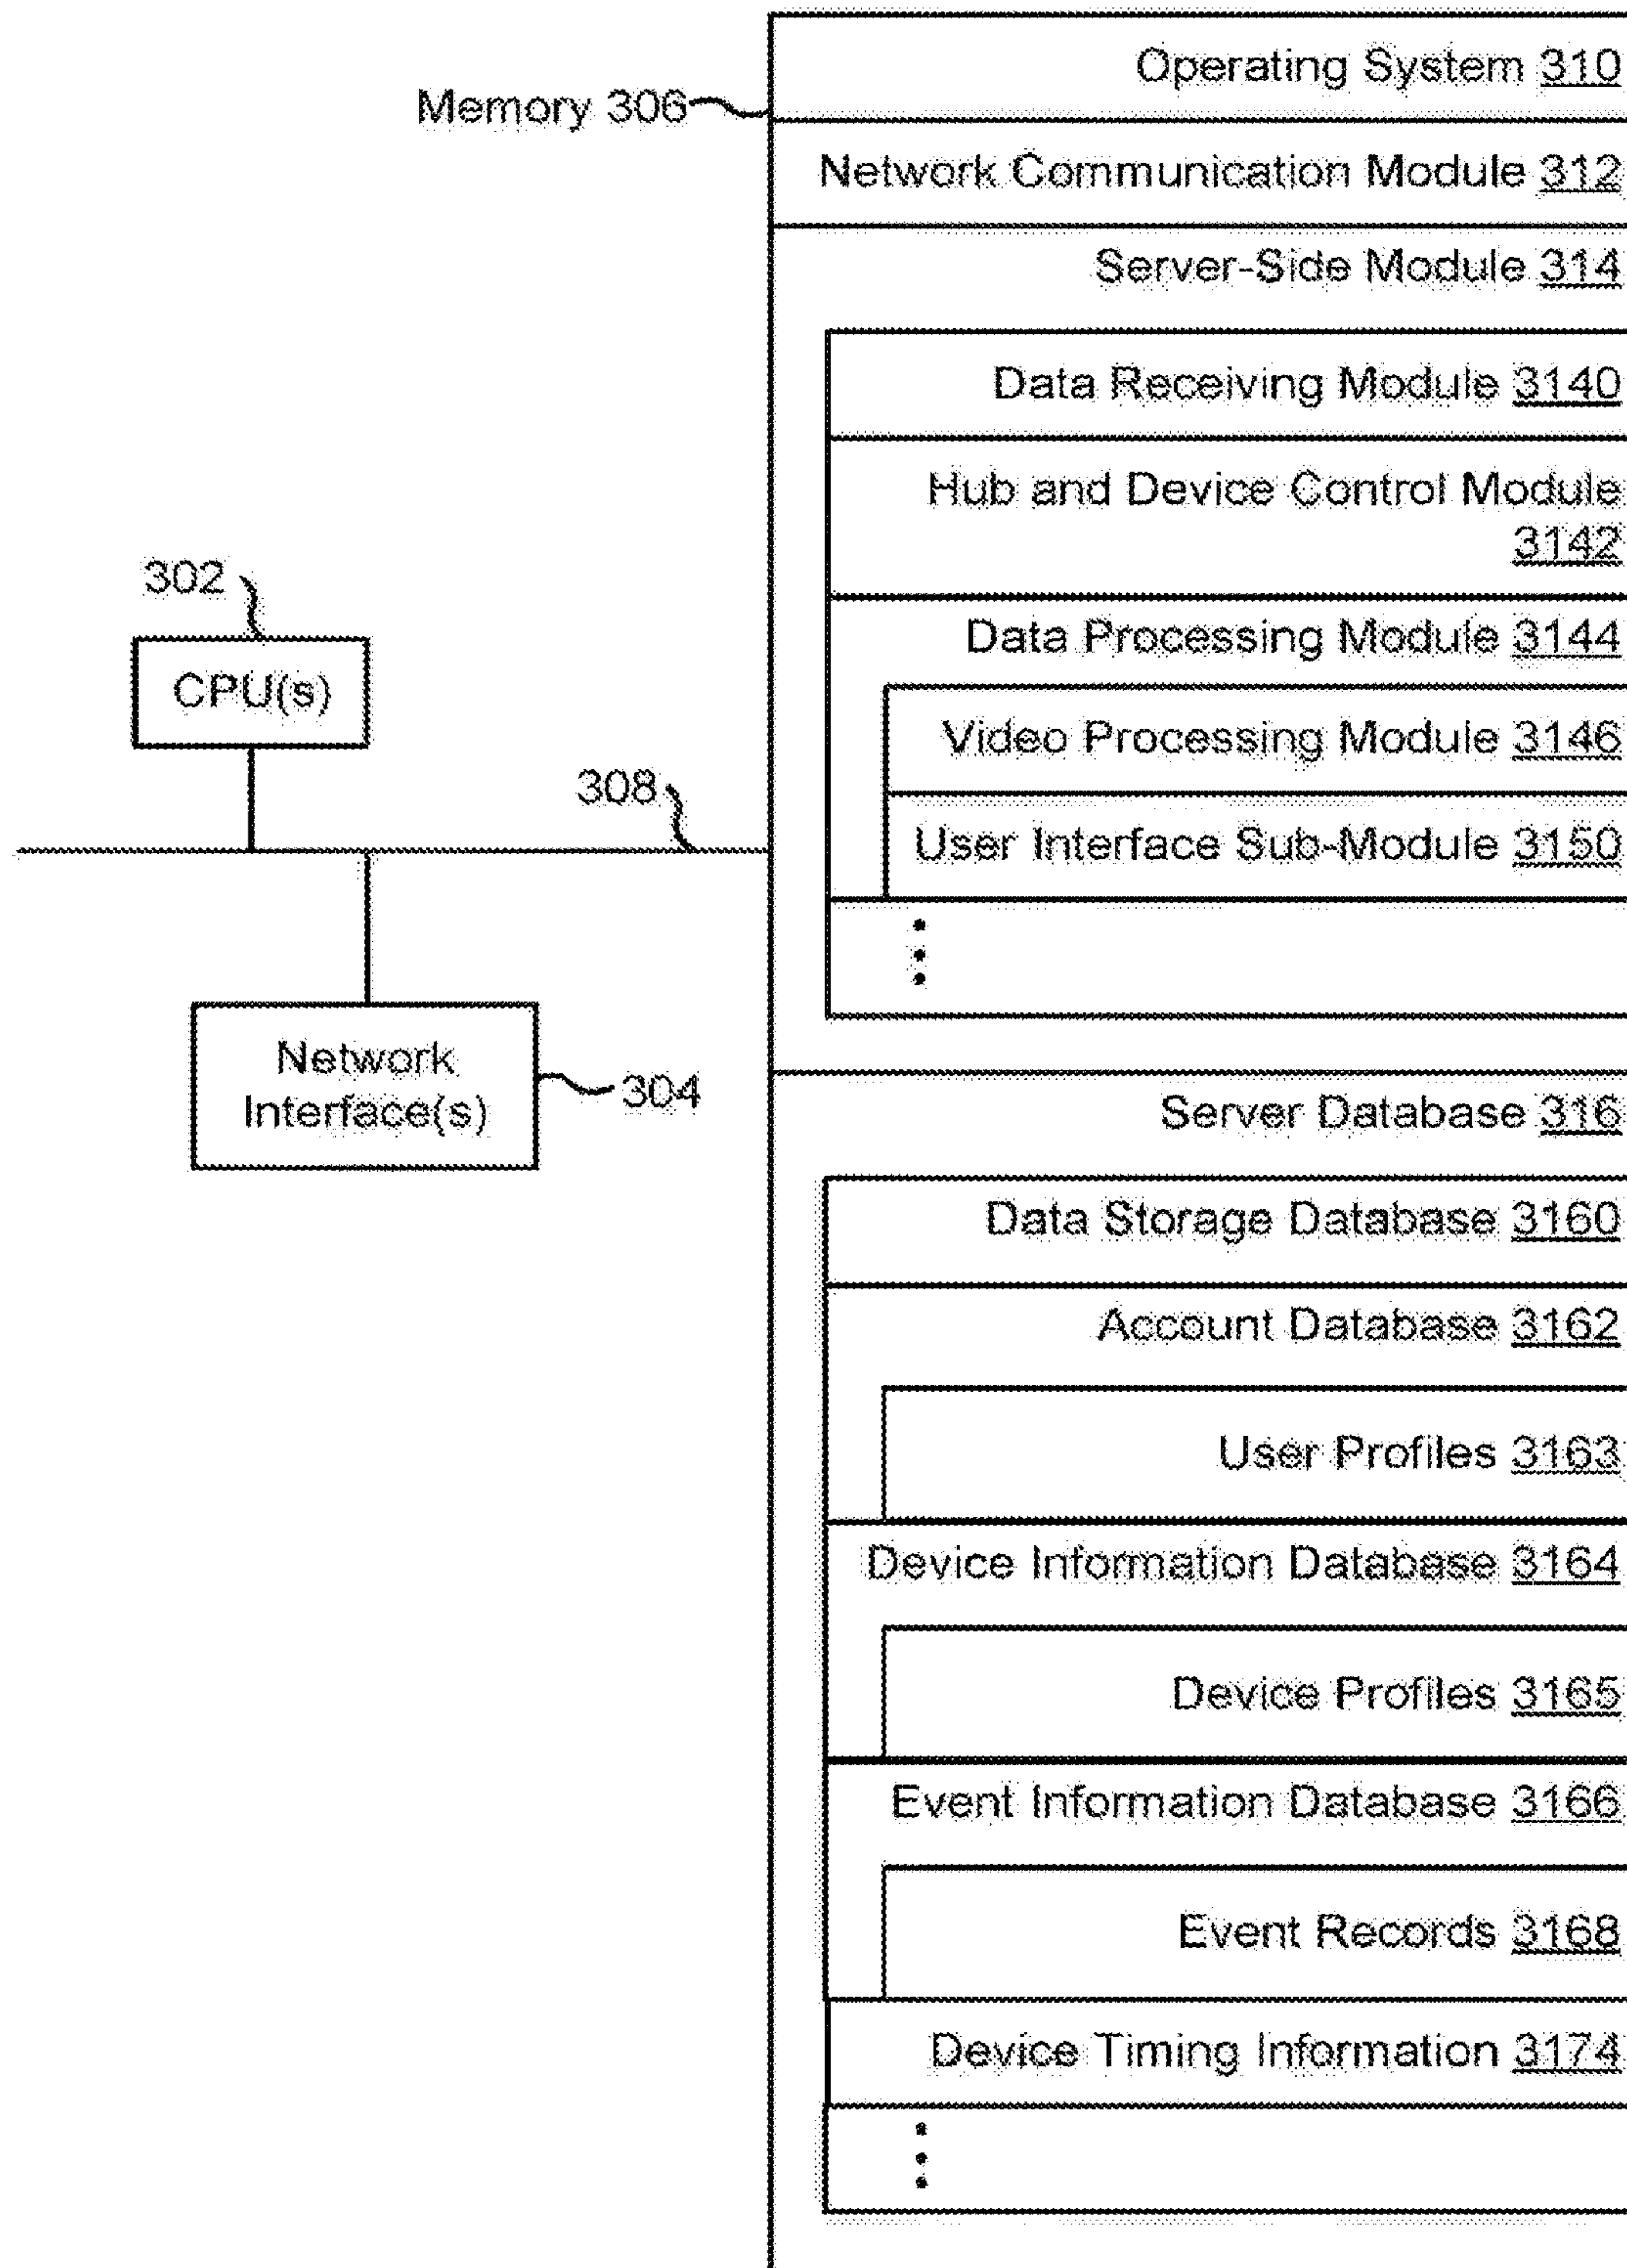 Memory 306
Operating System 310
Network Communication Module 312
Server-Side Module 314
Data Receiving Module 3140
Hub and Device Control Module
3142
Data Processing Module 3144
Video Processing Module 3146
User Interface Sub-Module 3150
302
CPU(s)
308
Network
Interface(s)
304
Server Database 316
Data Storage Database 3160
Account Database 3162
User Profiles 3163
Device Information Database 3164
Device Profiles 3165
Event Information Database 3166
Event Records 3168
Device Timing Information 3174